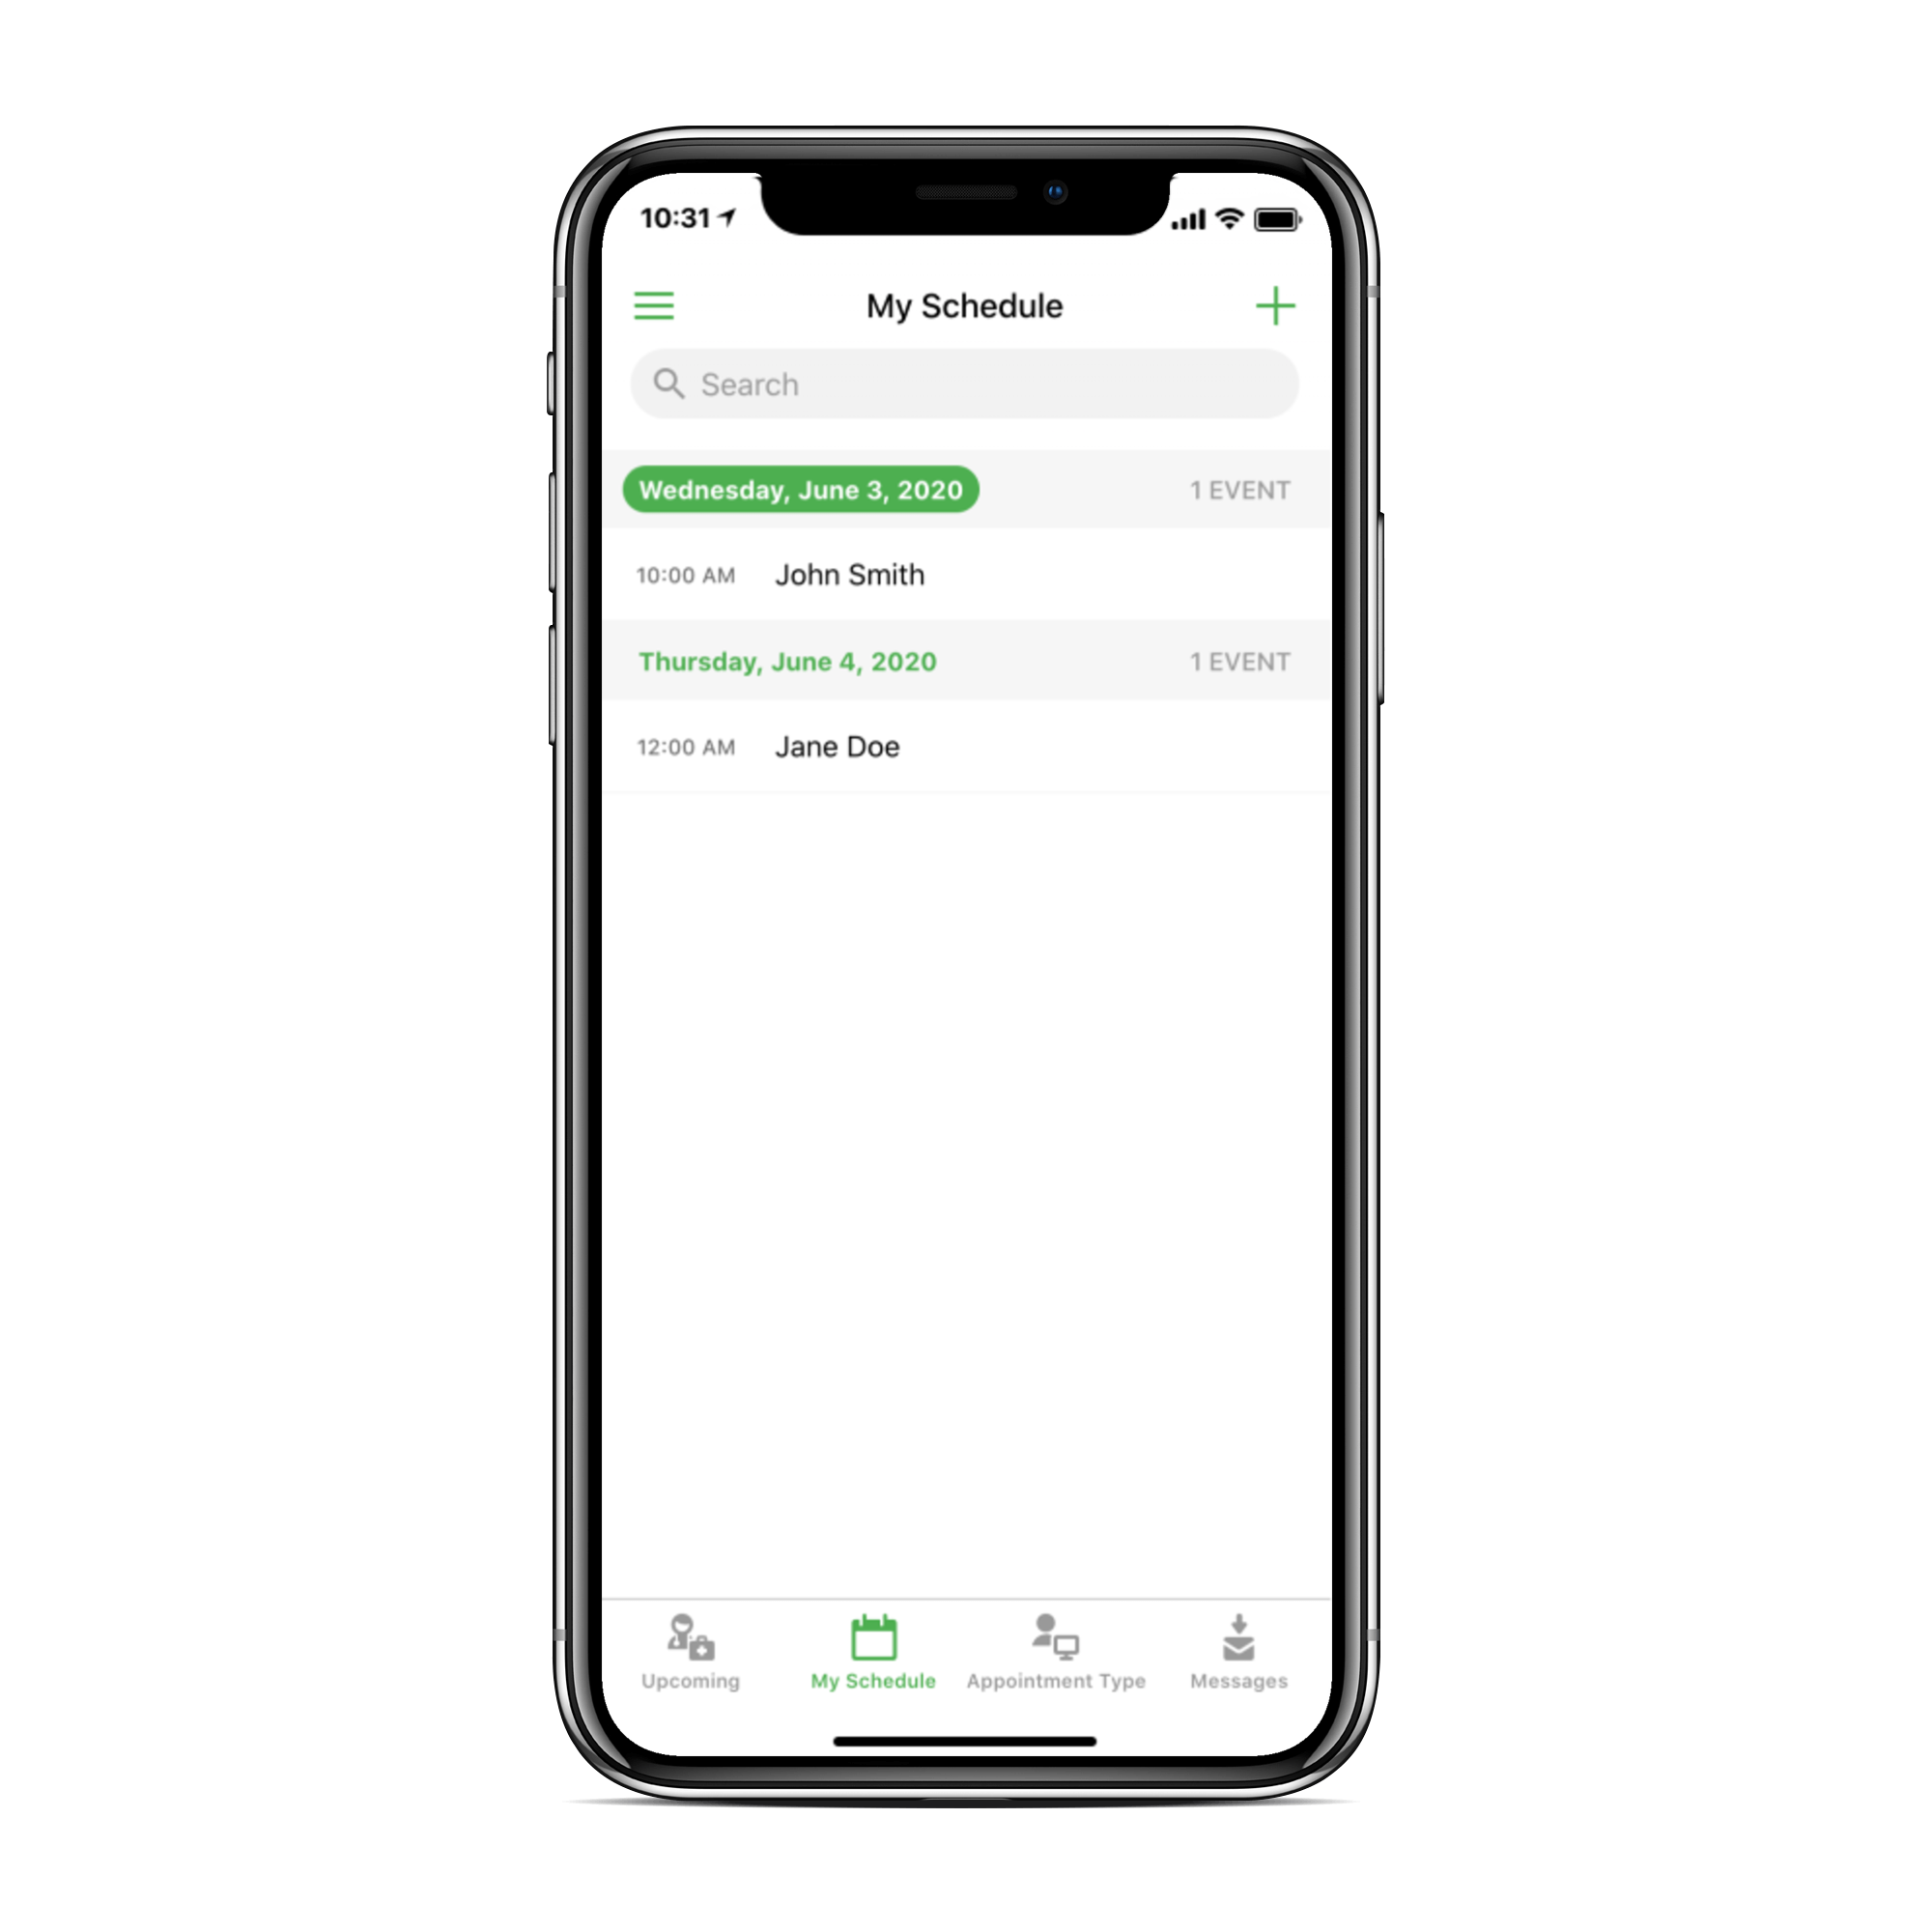 10:31
My Schedule
Search
Wednesday, June 3, 2020 1 EVENT
10:00 AM John Smith
Thursday, June 4, 2020 1 EVENT
12:00 AM Jane Doe
Upcoming My Schedule Appointment Type Messages